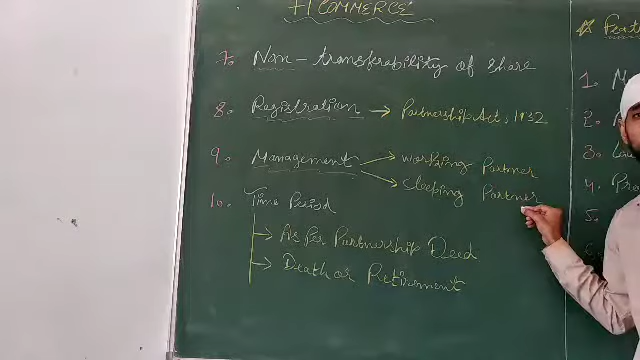 +1 COMMERCE
7. Non-transferability of share
8. Registration → Partnership Act, 1932
9. Management → working Partner
→ sleeping Partner
10. Time Period
→ As Per Partnership Deed
→ Death or Retirement
1.
2.
3.
4. Pro
5.